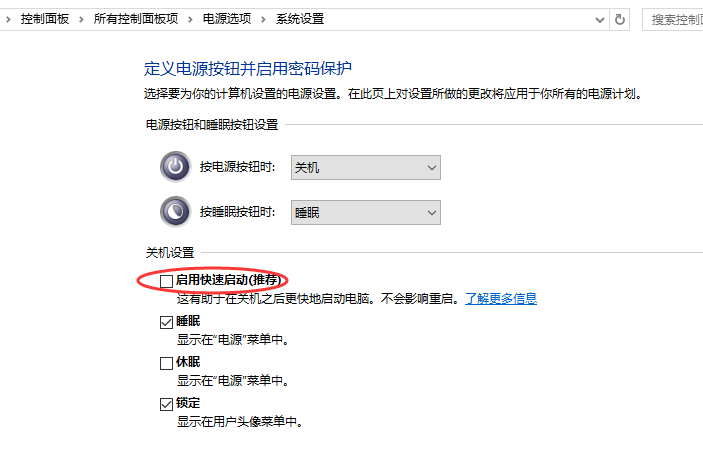 控制面板 所有控制面板项 电源选项 系统设置 搜索控制面
定义电源按钮并启用密码保护
选择要为你的计算机设置的电源设置。在此页上对设置所做的更改将应用于你所有的电源计划。
电源按钮和睡眠按钮设置
按电源按钮时: 关机
按睡眠按钮时: 睡眠
关机设置
启用快速启动(推荐)
这有助于在关机之后更快地启动电脑。不会影响重启。了解更多信息
睡眠
显示在“电源”菜单中。
休眠
显示在“电源”菜单中。
锁定
显示在用户头像菜单中。